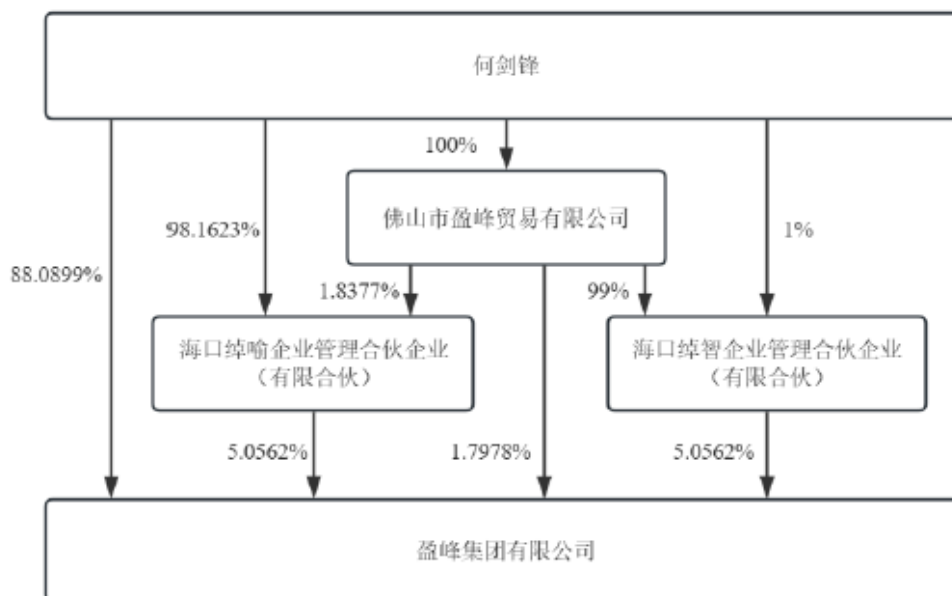 何剑锋
100%
佛山市盈峰贸易有限公司
98.1623%
1%
88.0899%
1.8377%
99%
海口绰喻企业管理合伙企业
（有限合伙）
海口绰智企业管理合伙企业
（有限合伙）
5.0562%
1.7978%
5.0562%
盈峰集团有限公司